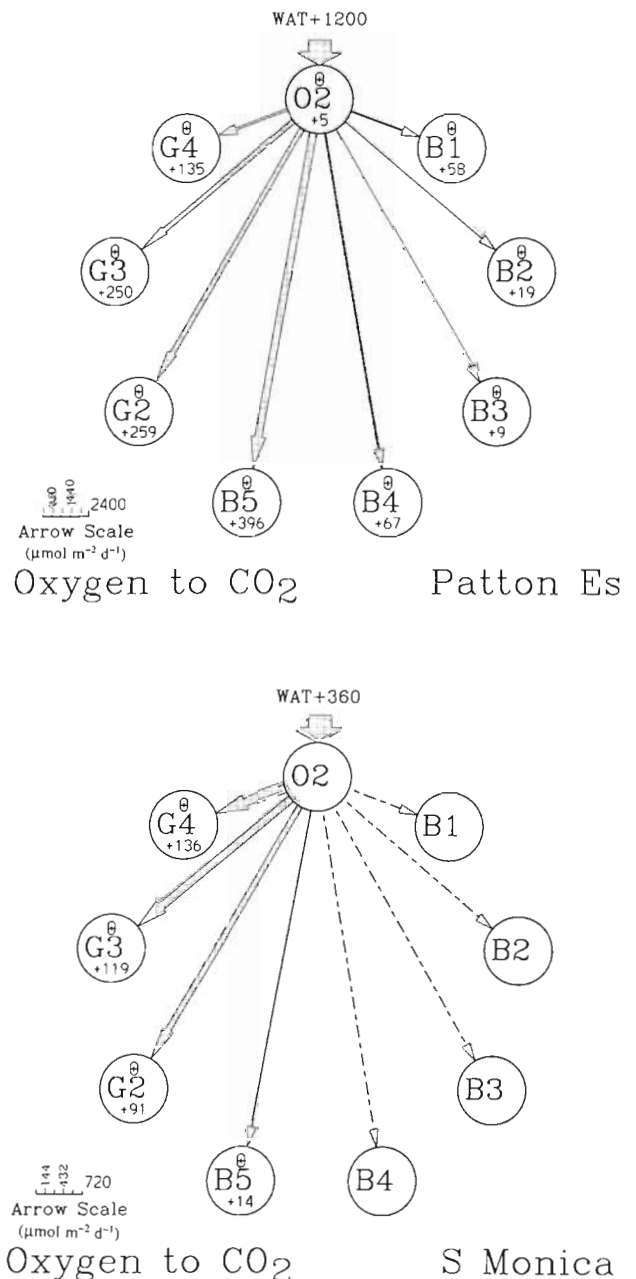 WAT+1200
O2
+5
G4
+135
B1
+58
G3
+250
B2
+19
G2
+259
B3
+9
B5
+396
B4
+67
1440
2400
Arrow Scale
(µmol m⁻² d⁻¹)
Oxygen to CO₂
Patton Es
WAT+360
O2
G4
+136
B1
G3
+119
B2
G2
+91
B3
B5
+14
B4
144
432
720
Arrow Scale
(µmol m⁻² d⁻¹)
Oxygen to CO₂
S Monica